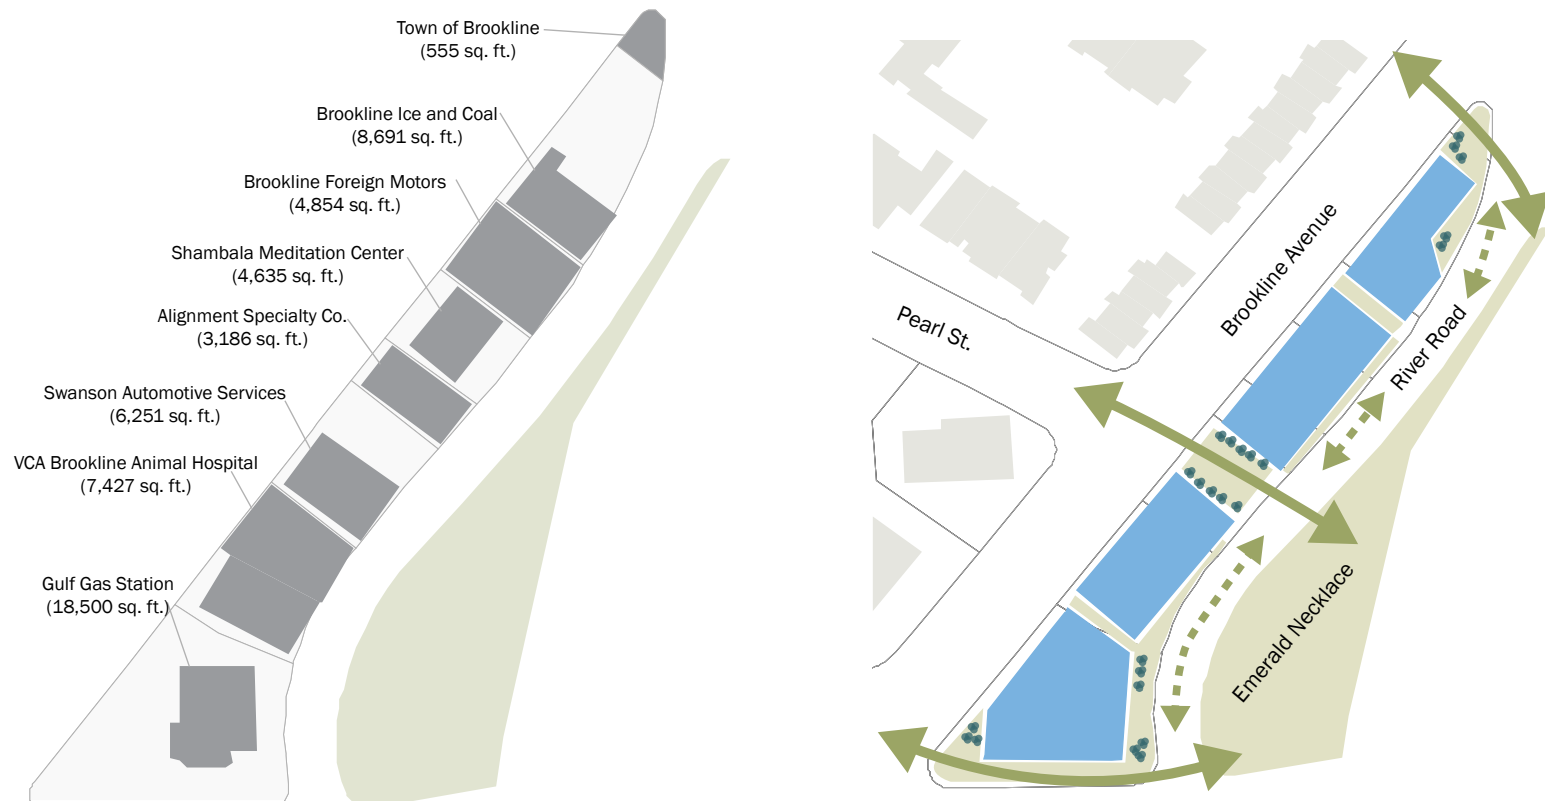 Town of Brookline
(555 sq. ft.)
Brookline Ice and Coal
(8,691 sq. ft.)
Brookline Foreign Motors
(4,854 sq. ft.)
Shambala Meditation Center
(4,635 sq. ft.)
Alignment Specialty Co.
(3,186 sq. ft.)
Swanson Automotive Services
(6,251 sq. ft.)
VCA Brookline Animal Hospital
(7,427 sq. ft.)
Gulf Gas Station
(18,500 sq. ft.)
Brookline Avenue
Pearl St.
River Road
Emerald Necklace